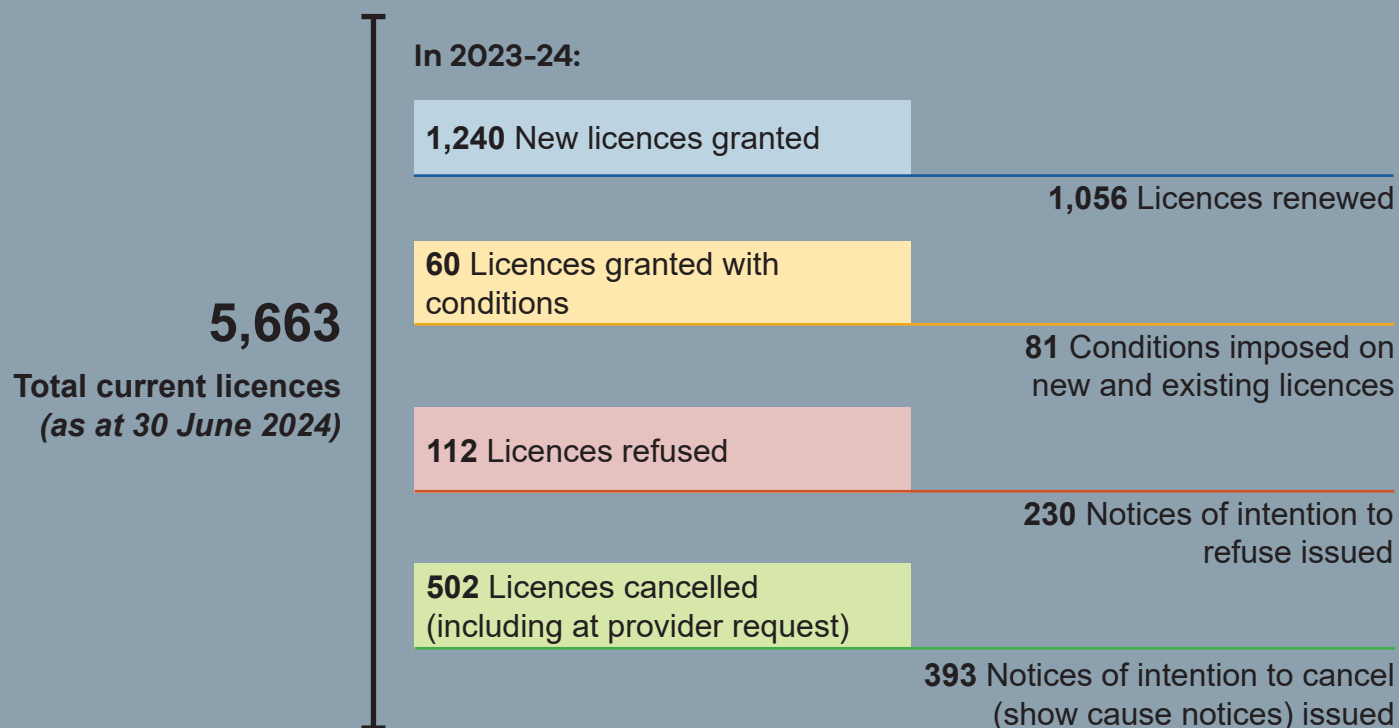 5,663
Total current licences
(as at 30 June 2024)
In 2023-24:
1,240 New licences granted
1,056 Licences renewed
60 Licences granted with
conditions
81 Conditions imposed on
new and existing licences
112 Licences refused
230 Notices of intention to
refuse issued
502 Licences cancelled
(including at provider request)
393 Notices of intention to cancel
(show cause notices) issued